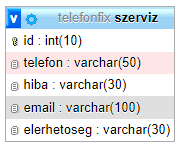 v telefonfix szerviz
id : int(10)
telefon : varchar(50)
hiba : varchar(30)
email : varchar(100)
elerhetoseg : varchar(30)